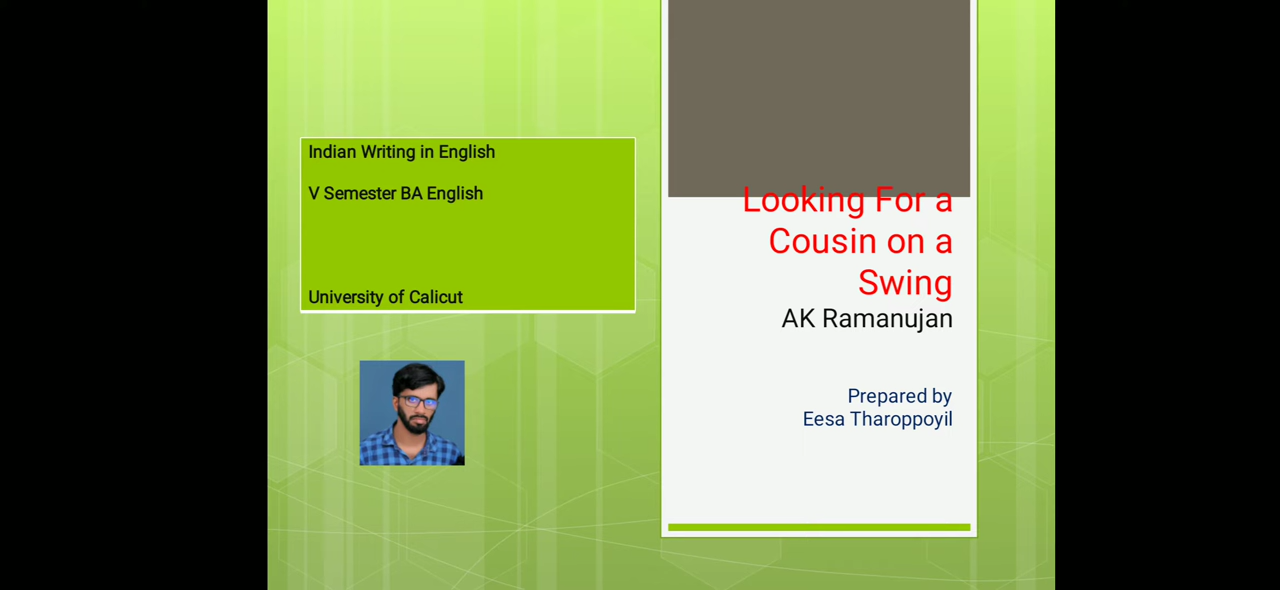 Indian Writing in English
V Semester BA English
University of Calicut
Looking For a
Cousin on a
Swing
AK Ramanujan
Prepared by
Eesa Tharoppoyil